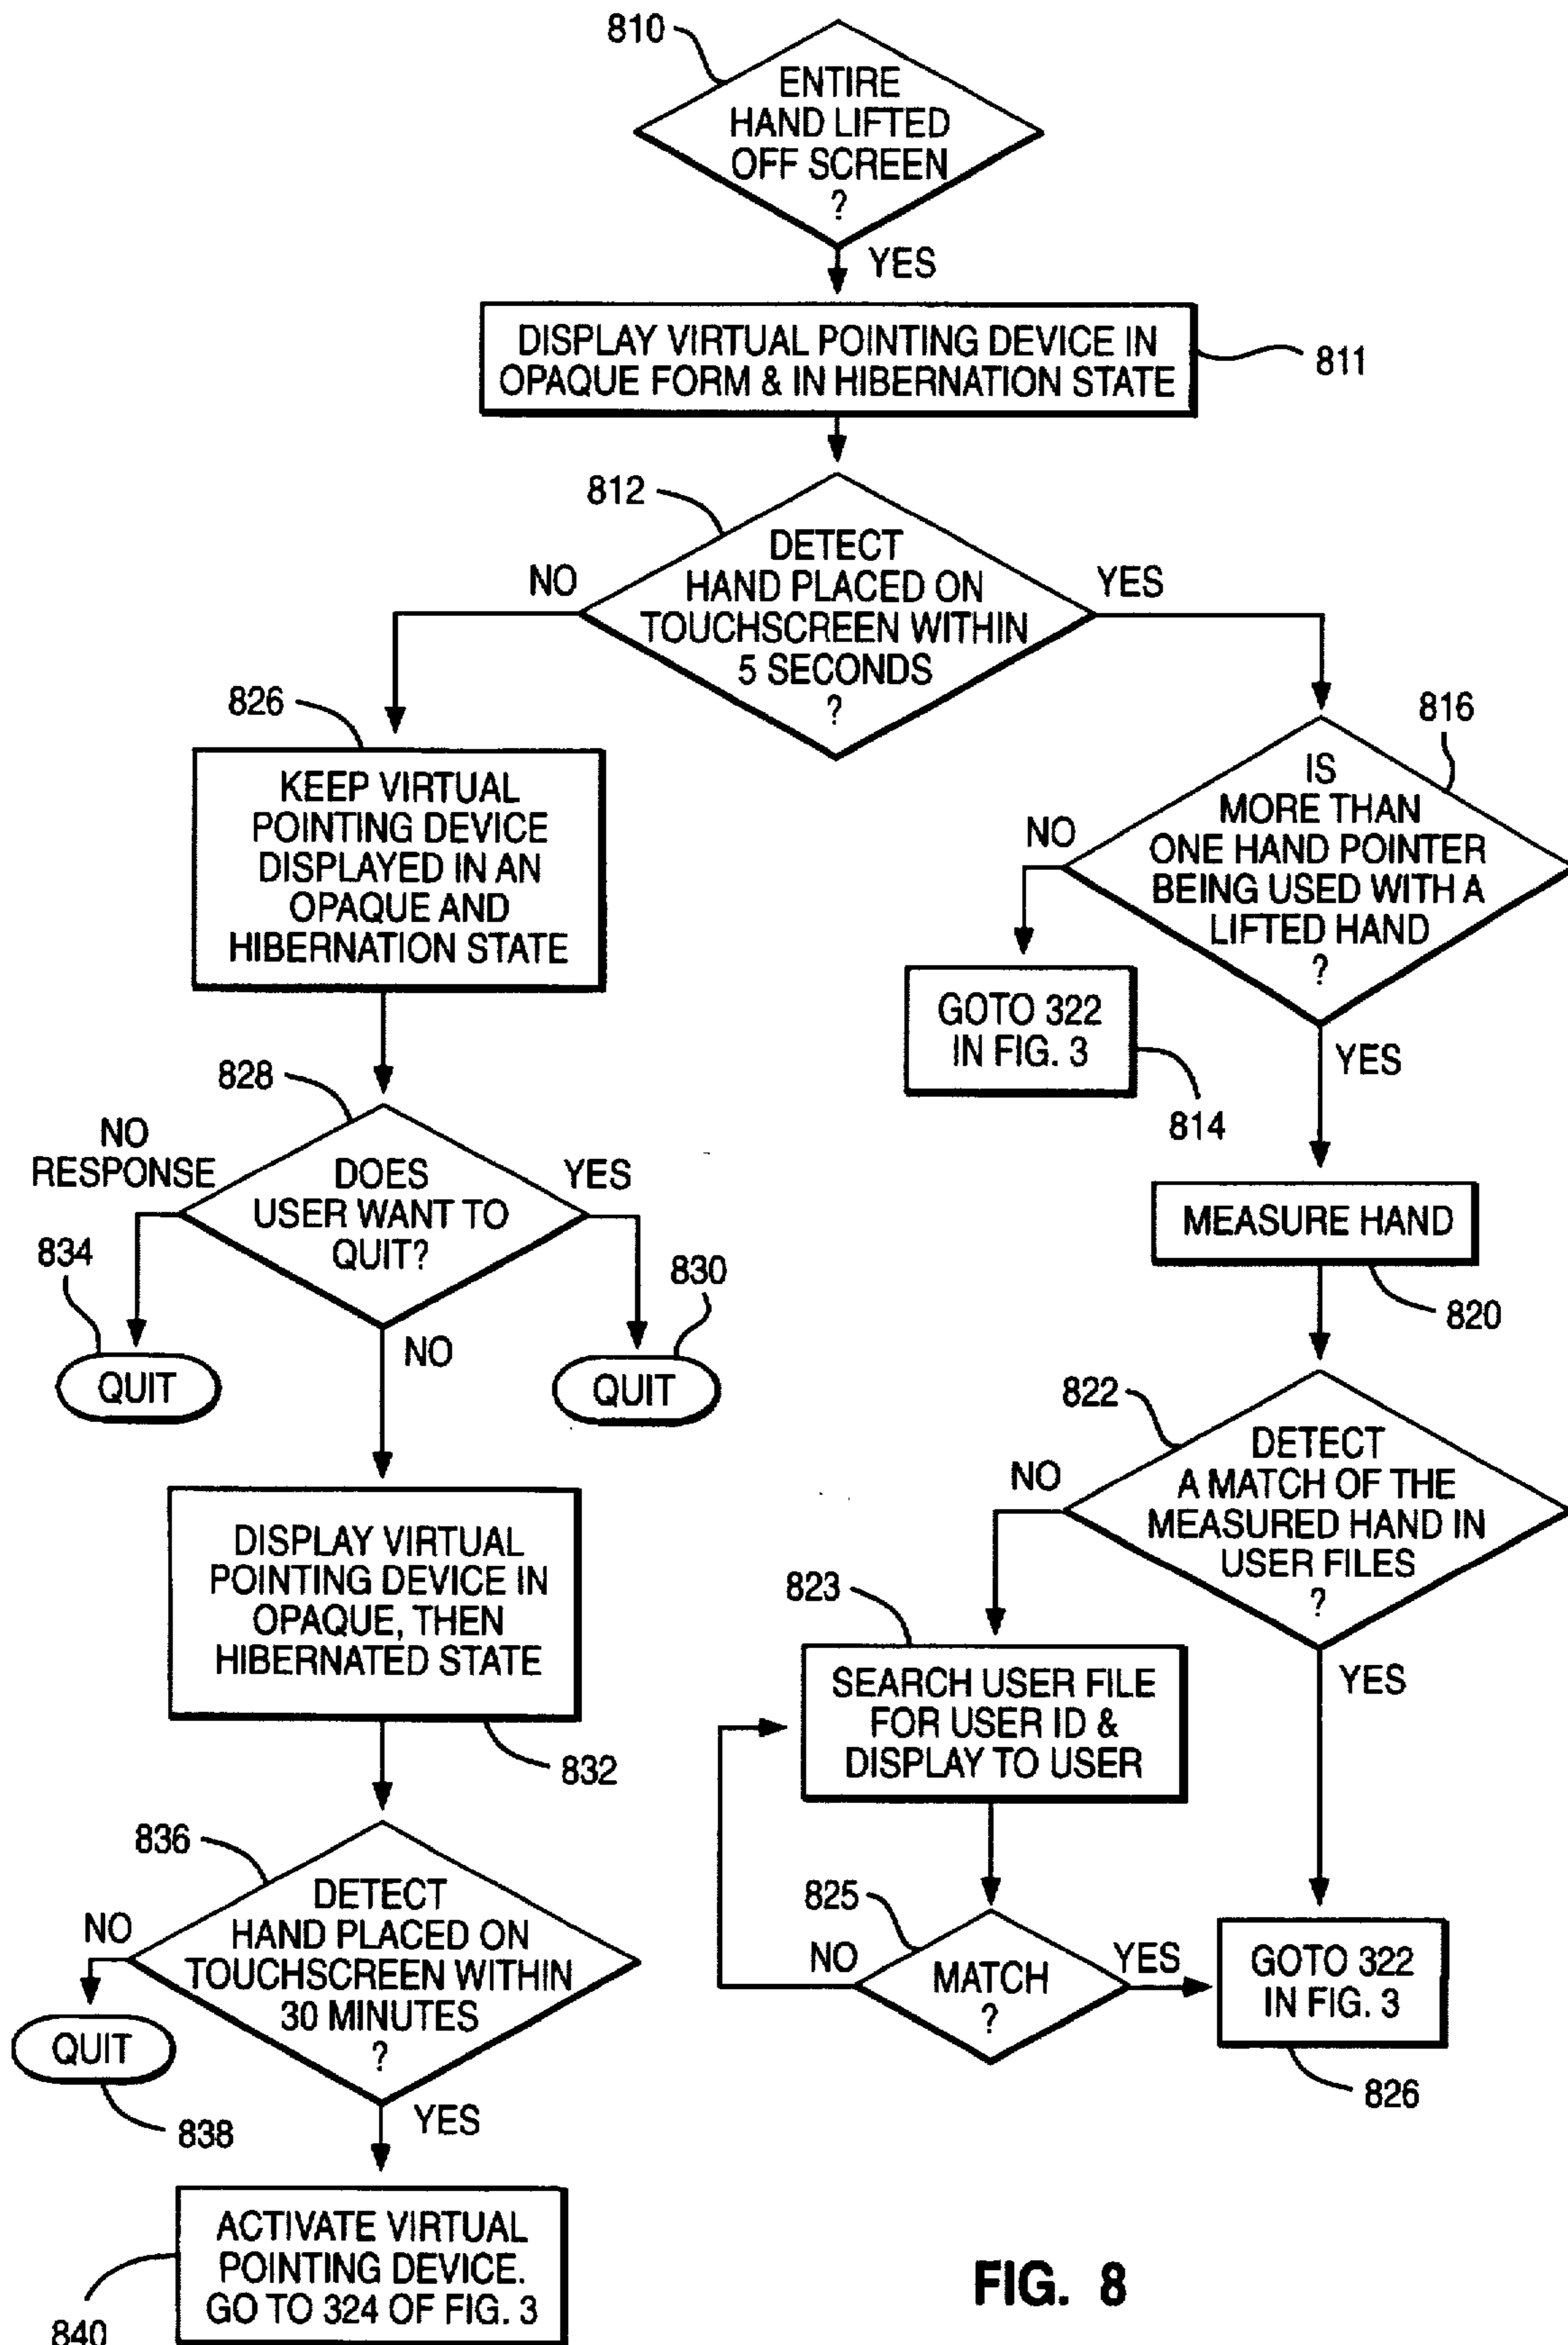 810
ENTIRE
HAND LIFTED
OFF SCREEN
?
YES
DISPLAY VIRTUAL POINTING DEVICE IN
OPAQUE FORM & IN HIBERNATION STATE
811
812
DETECT
HAND PLACED ON
TOUCHSCREEN WITHIN
5 SECONDS
?
NO
YES
826
KEEP VIRTUAL
POINTING DEVICE
DISPLAYED IN AN
OPAQUE AND
HIBERNATION STATE
816
IS
MORE THAN
ONE HAND POINTER
BEING USED WITH A
LIFTED HAND
?
NO
YES
GOTO 322
IN FIG. 3
814
828
DOES
USER WANT TO
QUIT?
NO
RESPONSE
YES
NO
834
QUIT
830
QUIT
MEASURE HAND
820
822
DETECT
A MATCH OF THE
MEASURED HAND IN
USER FILES
?
NO
YES
DISPLAY VIRTUAL
POINTING DEVICE IN
OPAQUE, THEN
HIBERNATED STATE
832
823
SEARCH USER FILE
FOR USER ID &
DISPLAY TO USER
825
MATCH
?
NO
YES
GOTO 322
IN FIG. 3
826
836
DETECT
HAND PLACED ON
TOUCHSCREEN WITHIN
30 MINUTES
?
NO
YES
QUIT
838
ACTIVATE VIRTUAL
POINTING DEVICE.
GO TO 324 OF FIG. 3
840
FIG. 8